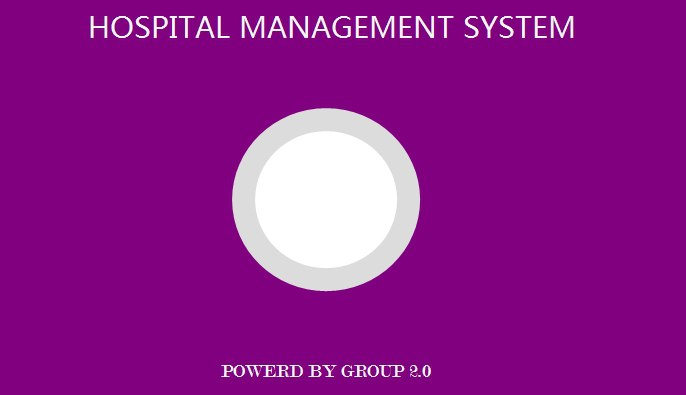 HOSPITAL MANAGEMENT SYSTEM
POWERD BY GROUP 2.0